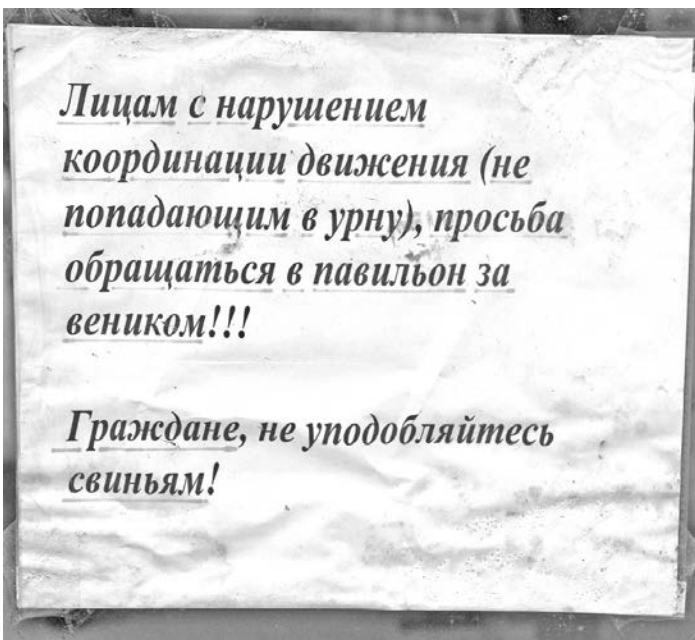 Лицам с нарушением
координации движения (не
попадающим в урну), просьба
обращаться в павильон за
веником!!!
Граждане, не уподобляйтесь
свиньям!